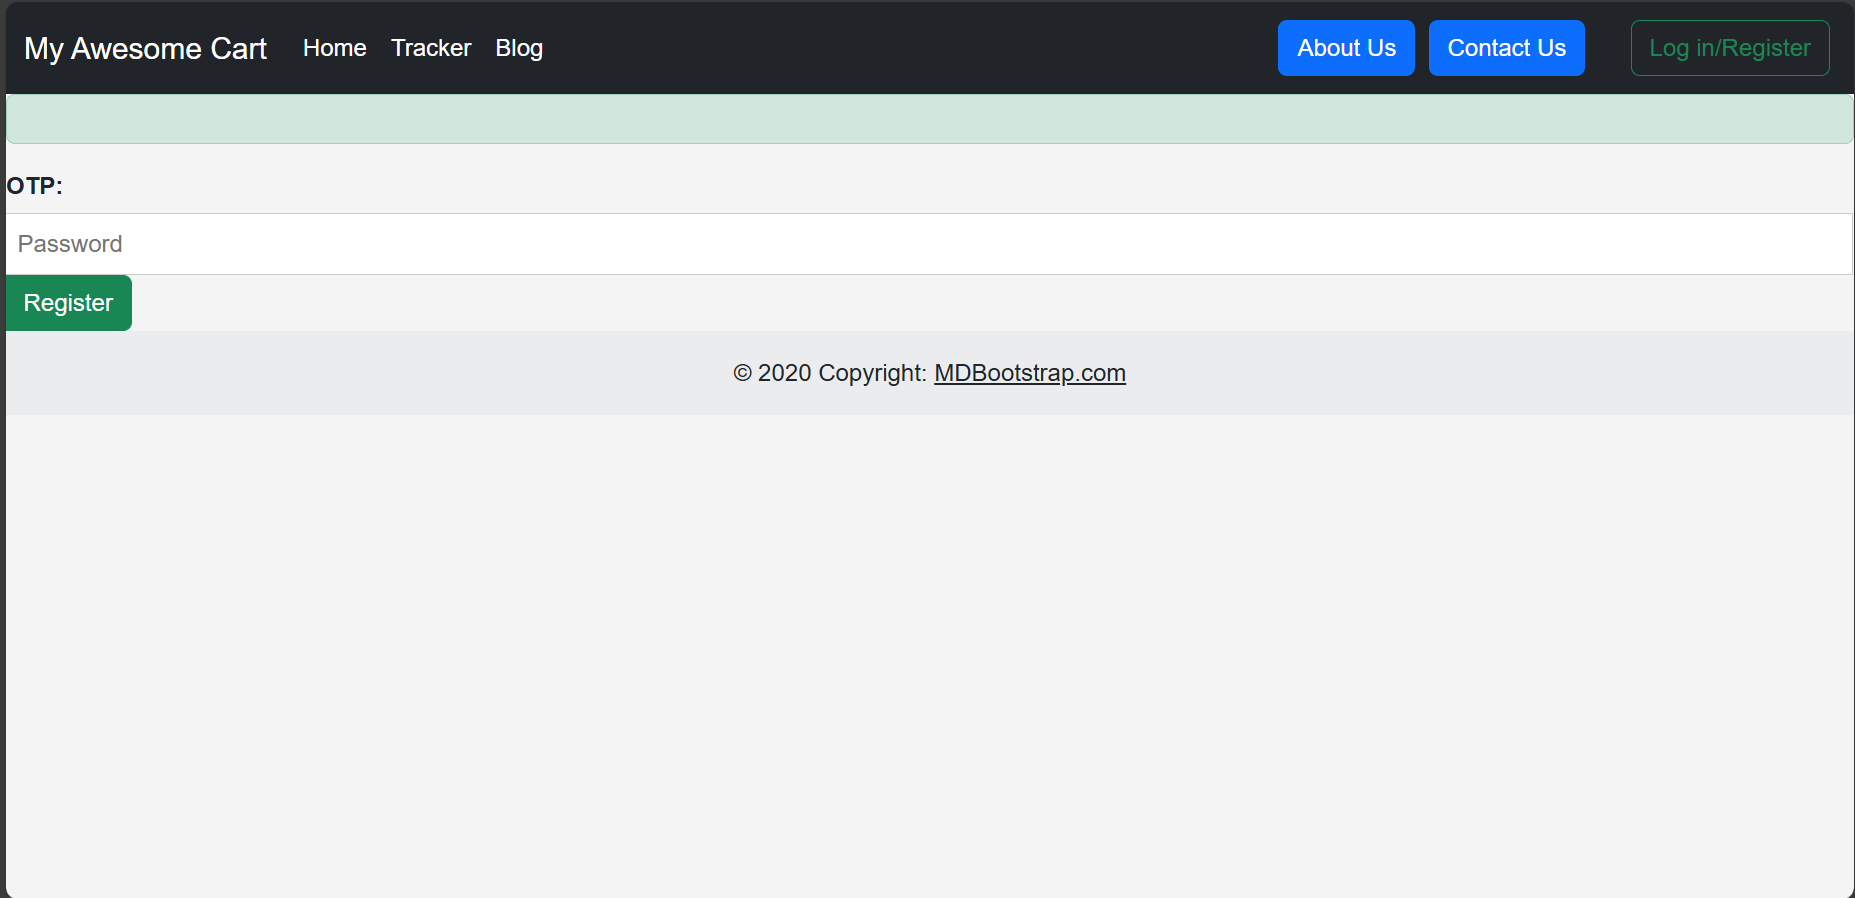 My Awesome Cart Home Tracker Blog About Us Contact Us Log in/Register
OTP:
Password
Register
© 2020 Copyright: MDBootstrap.com